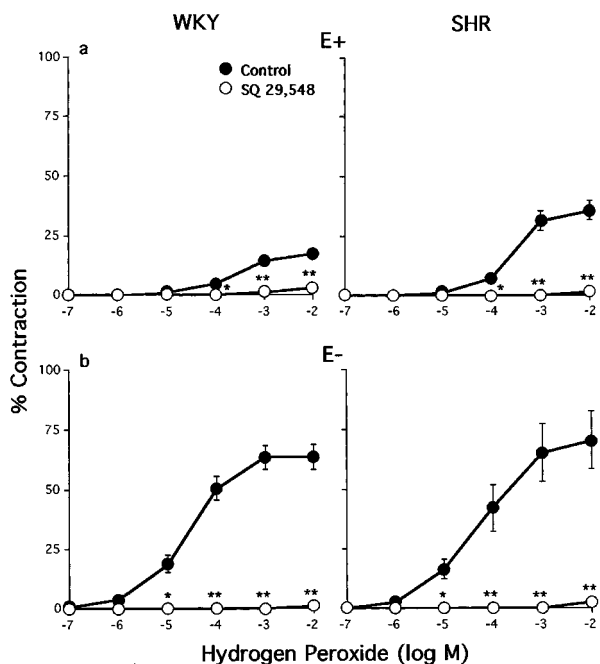 WKY
SHR
a
E+
100
75
50
25
0
Control
SQ 29,548
* ** **
* ** **
-7 -6 -5 -4 -3 -2
-7 -6 -5 -4 -3 -2
% Contraction
b
E-
100
75
50
25
0
* ** ** **
* ** ** **
-7 -6 -5 -4 -3 -2
-7 -6 -5 -4 -3 -2
Hydrogen Peroxide (log M)